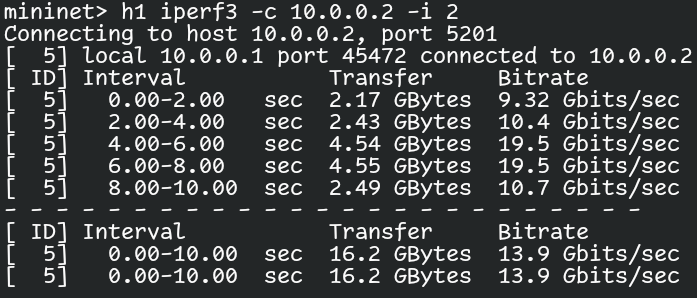 mininet> h1 iperf3 -c 10.0.0.2 -i 2
Connecting to host 10.0.0.2, port 5201
[  5] local 10.0.0.1 port 45472 connected to 10.0.0.2
[ ID] Interval           Transfer     Bitrate
[  5]   0.00-2.00   sec  2.17 GBytes  9.32 Gbits/sec
[  5]   2.00-4.00   sec  2.43 GBytes  10.4 Gbits/sec
[  5]   4.00-6.00   sec  4.54 GBytes  19.5 Gbits/sec
[  5]   6.00-8.00   sec  4.55 GBytes  19.5 Gbits/sec
[  5]   8.00-10.00  sec  2.49 GBytes  10.7 Gbits/sec
- - - - - - - - - - - - - - - - - - - - - - - - -
[ ID] Interval           Transfer     Bitrate
[  5]   0.00-10.00  sec  16.2 GBytes  13.9 Gbits/sec
[  5]   0.00-10.00  sec  16.2 GBytes  13.9 Gbits/sec